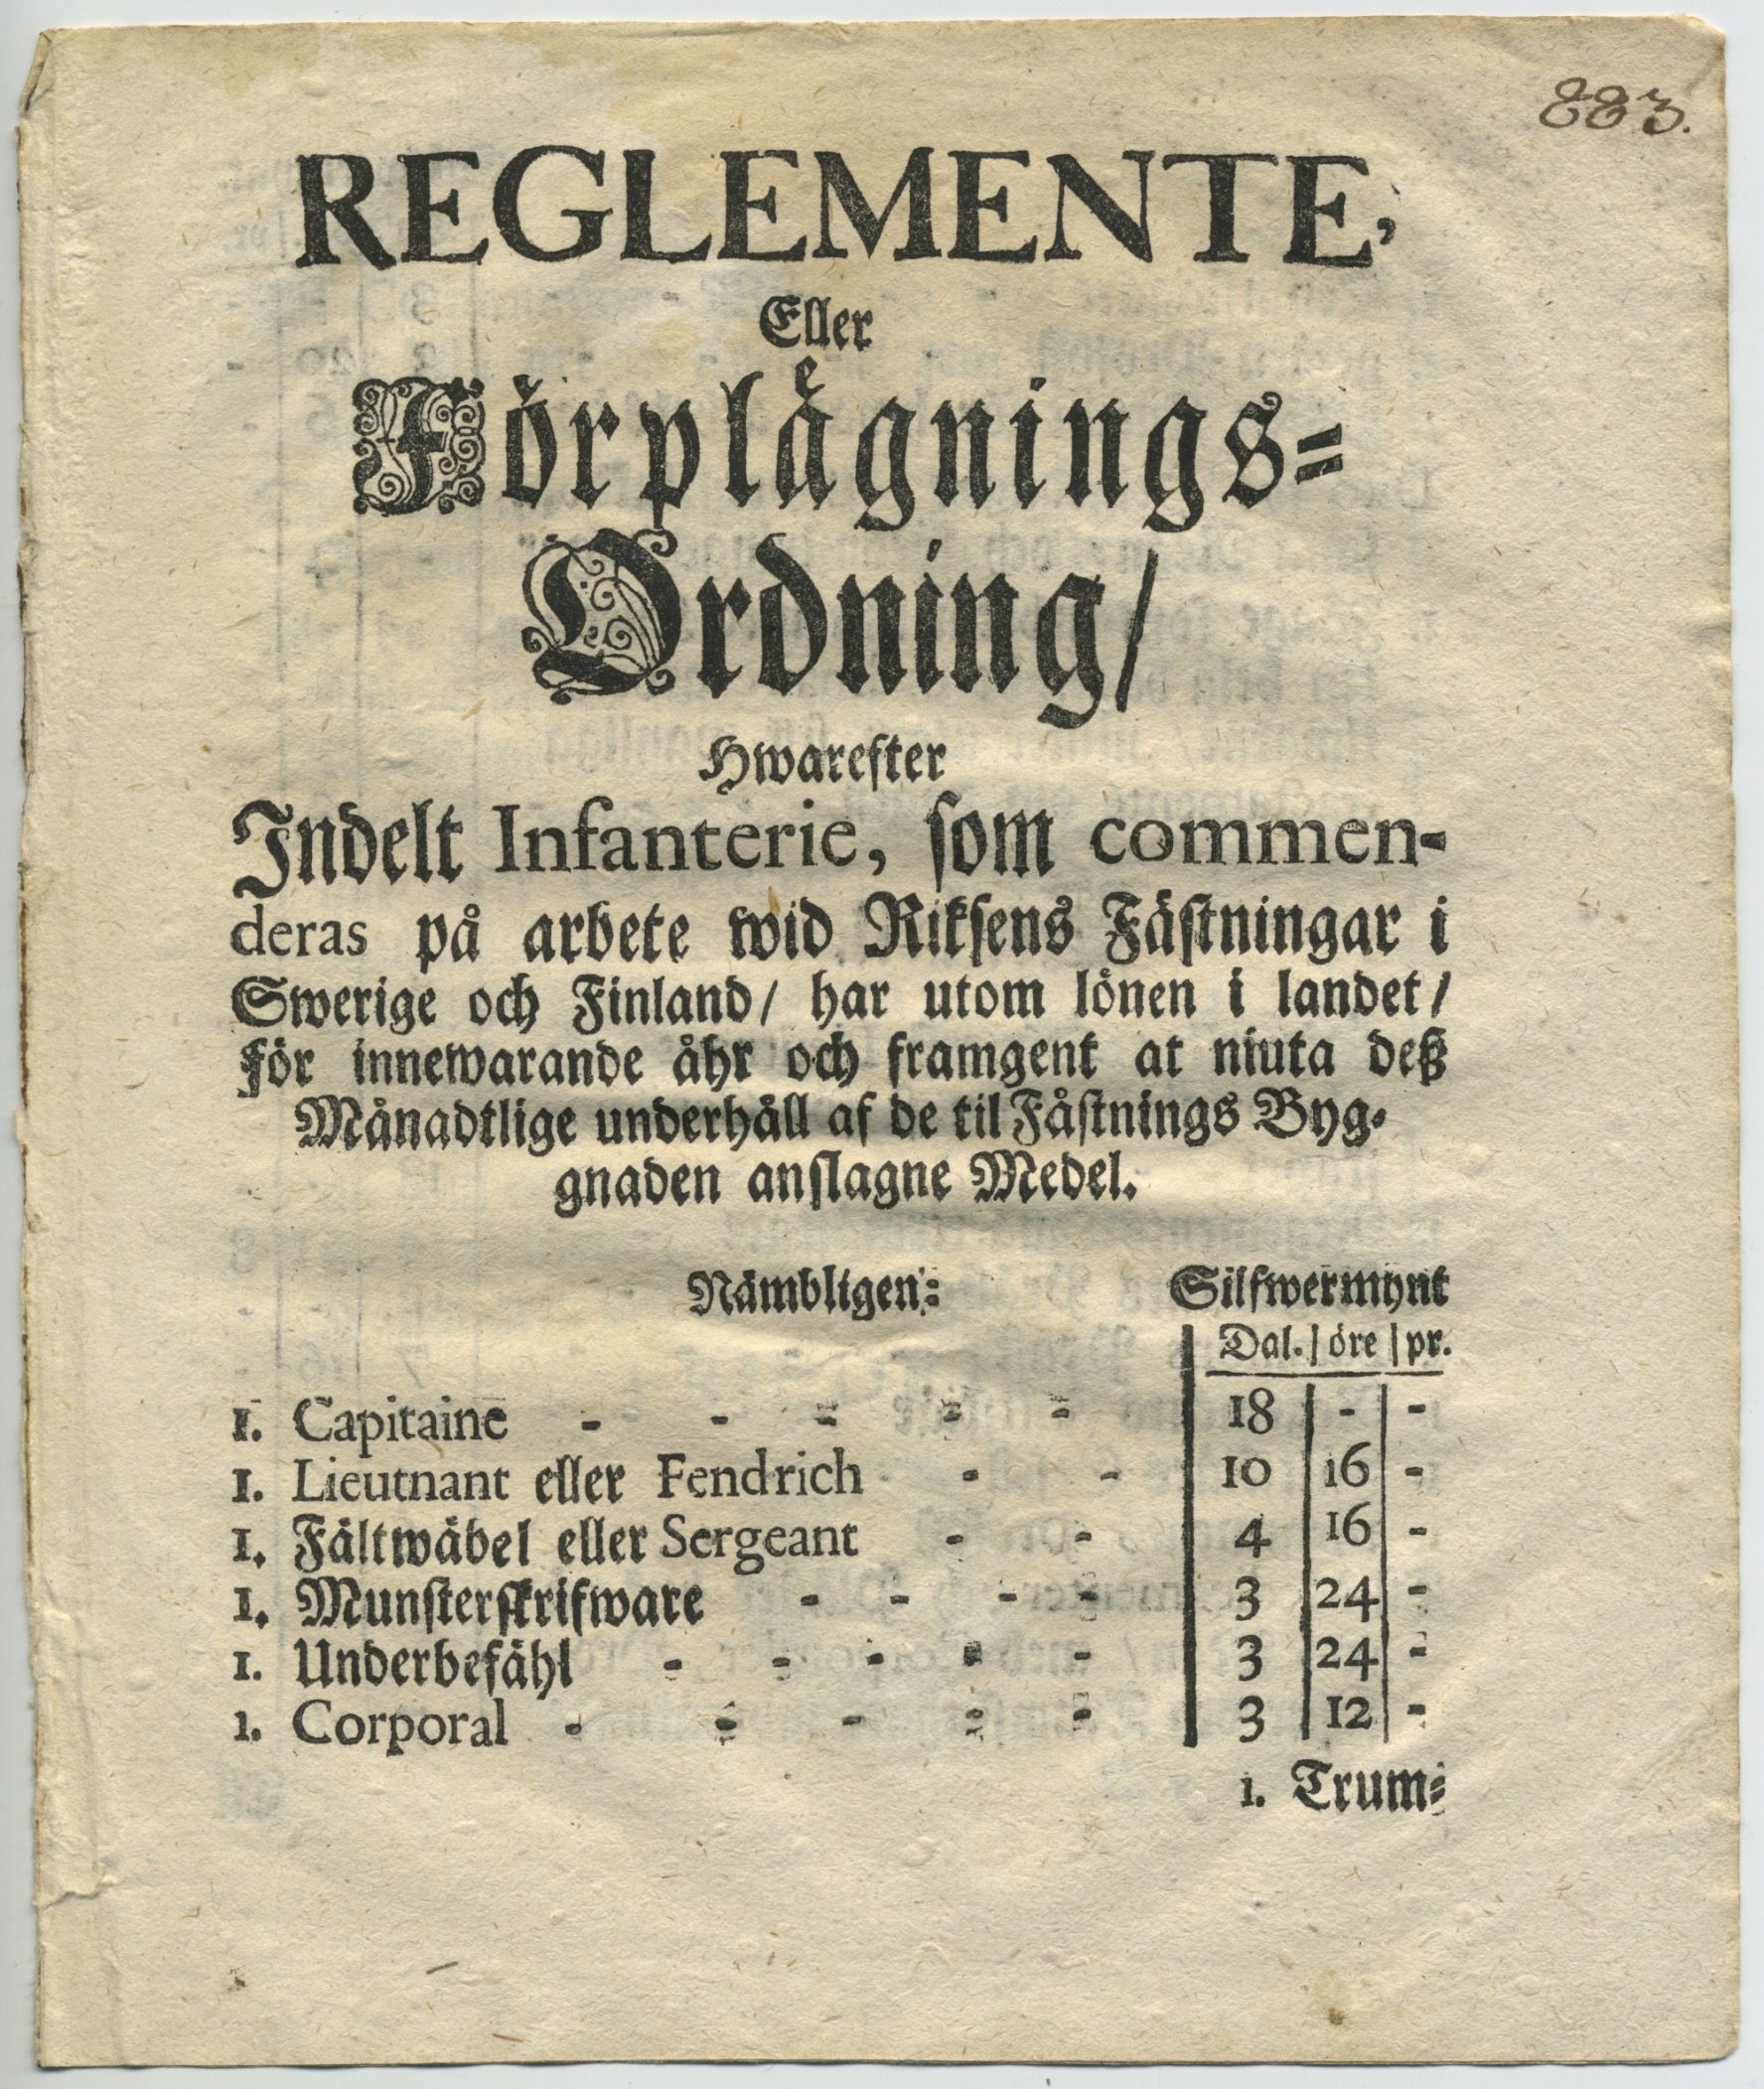 883.
REGLEMENTE,
Eller
Förplägnings=
Ordning/
Hwarefter
Indelt Infanterie, som commen-
deras på arbete wid Riksens Fästningar i
Swerige och Finland/ har utom lönen i landet/
för innewarande åhr och framgent at niuta deß
Månadtlige underhåll af de til Fästnings Byg-
gnaden anslagne Medel.
Nämbligen: Silfwermynt
Dal. | öre | pr.
1. Capitaine - - - - - 18 | - | -
1. Lieutnant eller Fendrich - - 10 | 16 | -
1. Fältwäbel eller Sergeant - - 4 | 16 | -
1. Munsterskrifware - - - - 3 | 24 | -
1. Underbefähl - - - - - 3 | 24 | -
1. Corporal - - - - - 3 | 12 | -
1. Trum=